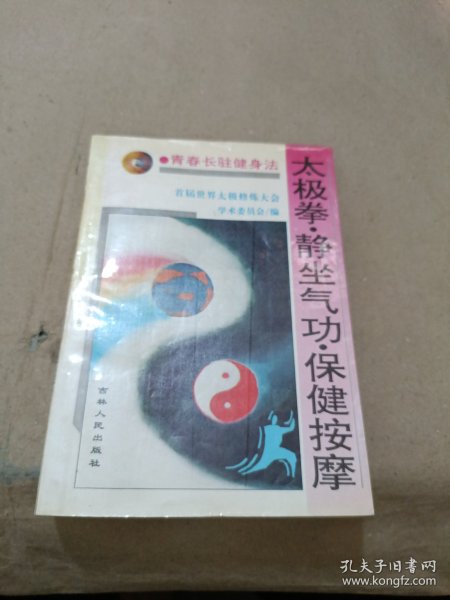 ●青春长驻健身法
首届世界太极修炼大会
学术委员会/编
太极拳·静坐气功·保健按摩
吉林人民出版社
孔夫子旧书网
www.kongfz.com